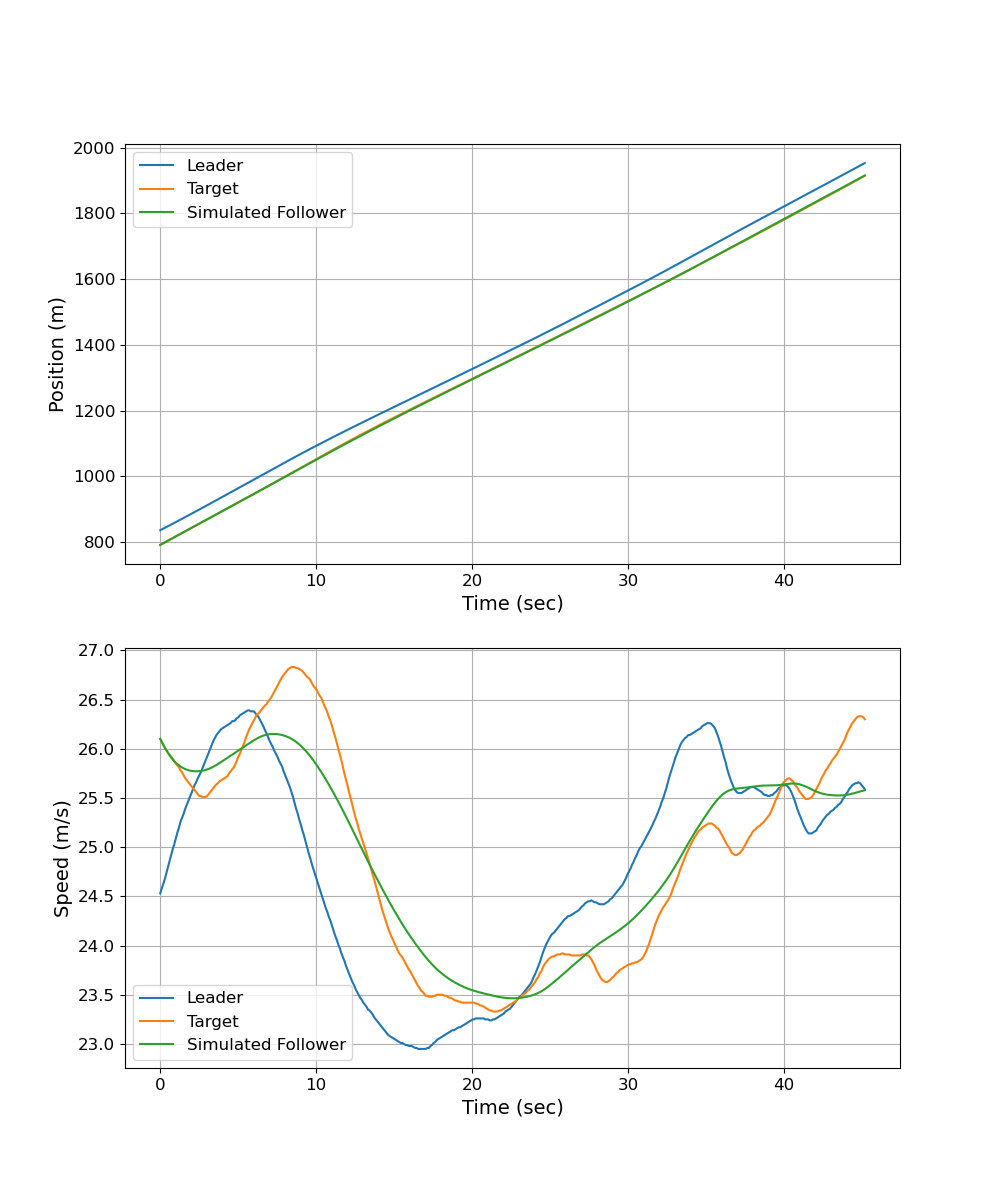 2000
1800
1600
1400
1200
1000
800
Position (m)
Leader
Target
Simulated Follower
0 10 20 30 40
Time (sec)
27.0
26.5
26.0
25.5
25.0
24.5
24.0
23.5
23.0
Speed (m/s)
Leader
Target
Simulated Follower
0 10 20 30 40
Time (sec)